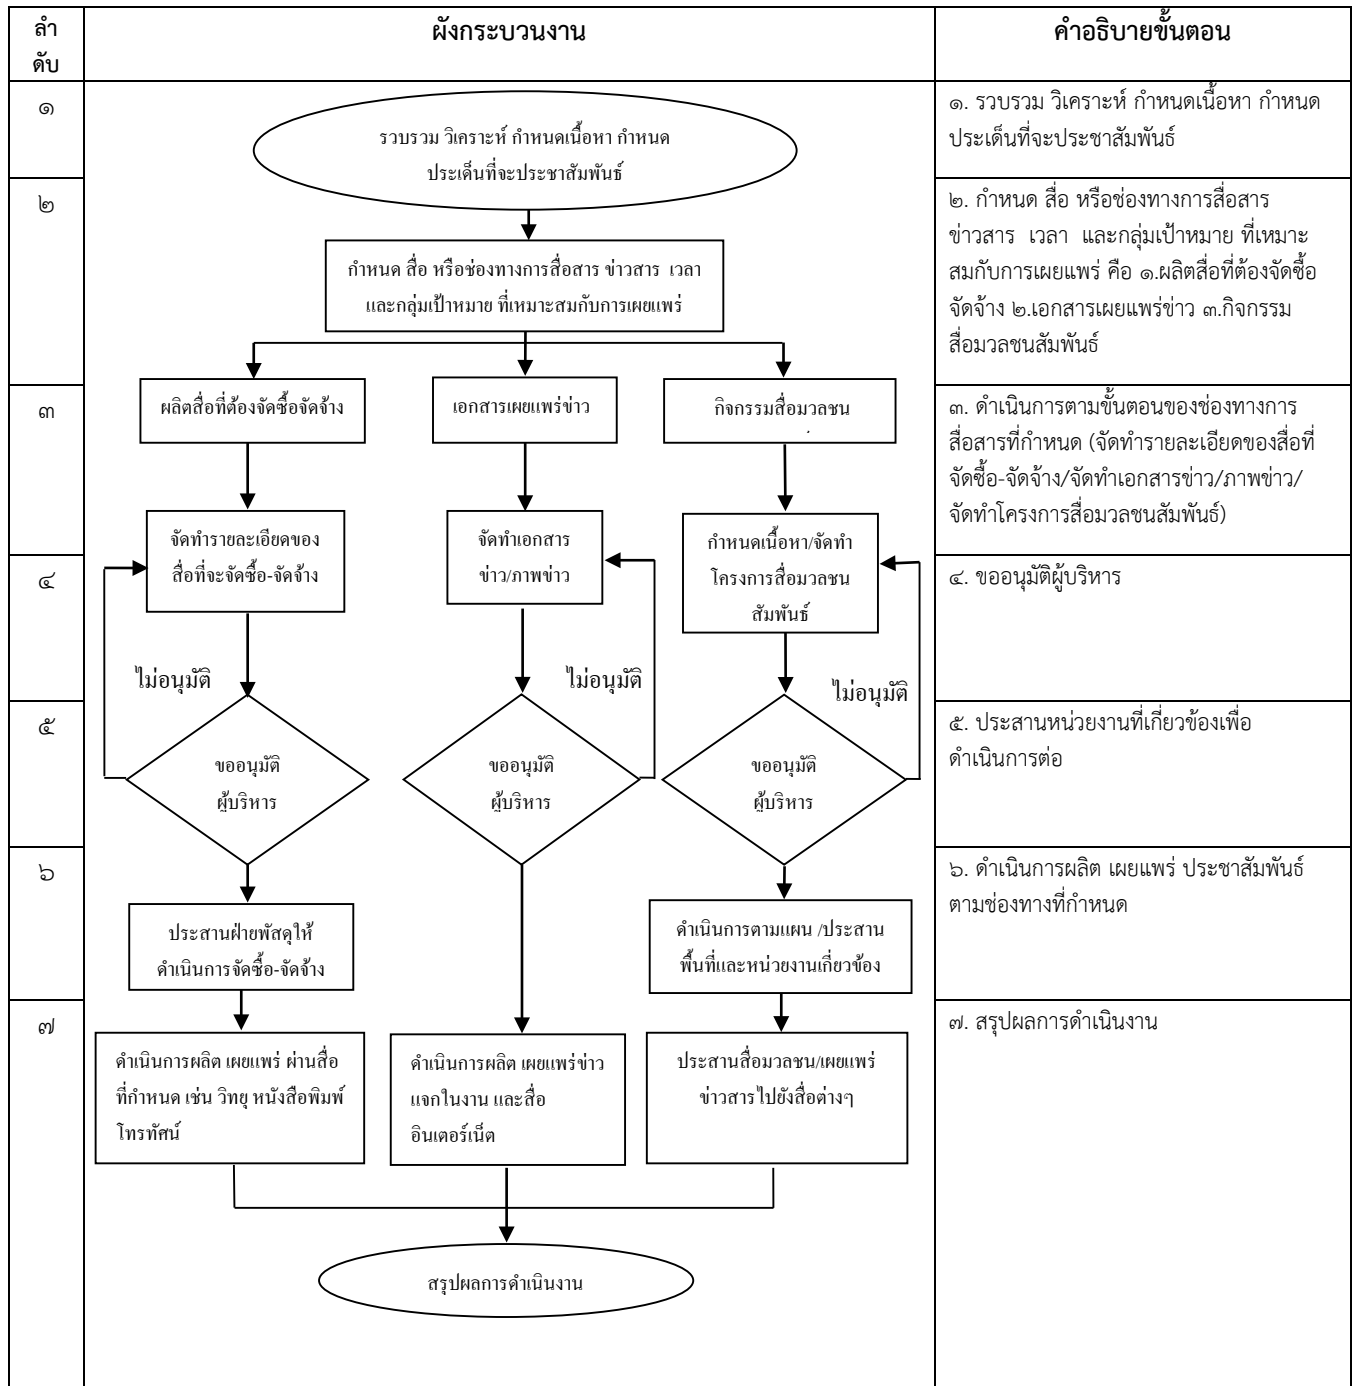 ลำ
ดับ
ผังกระบวนงาน
คำอธิบายขั้นตอน
๑
รวบรวม วิเคราะห์ กำหนดเนื้อหา กำหนด
ประเด็นที่จะประชาสัมพันธ์
๑. รวบรวม วิเคราะห์ กำหนดเนื้อหา กำหนด
ประเด็นที่จะประชาสัมพันธ์
๒
กำหนด สื่อ หรือช่องทางการสื่อสาร ข่าวสาร เวลา
และกลุ่มเป้าหมาย ที่เหมาะสมกับการเผยแพร่
๒. กำหนด สื่อ หรือช่องทางการสื่อสาร
ข่าวสาร เวลา และกลุ่มเป้าหมาย ที่เหมาะ
สมกับการเผยแพร่ คือ ๑.ผลิตสื่อที่ต้องจัดซื้อ
จัดจ้าง ๒.เอกสารเผยแพร่ข่าว ๓.กิจกรรม
สื่อมวลชนสัมพันธ์
๓
ผลิตสื่อที่ต้องจัดซื้อจัดจ้าง
เอกสารเผยแพร่ข่าว
กิจกรรมสื่อมวลชน
๓. ดำเนินการตามขั้นตอนของช่องทางการ
สื่อสารที่กำหนด (จัดทำรายละเอียดของสื่อที่
จัดซื้อ-จัดจ้าง/จัดทำเอกสารข่าว/ภาพข่าว/
จัดทำโครงการสื่อมวลชนสัมพันธ์)
จัดทำรายละเอียดของ
สื่อที่จะจัดซื้อ-จัดจ้าง
จัดทำเอกสาร
ข่าว/ภาพข่าว
กำหนดเนื้อหา/จัดทำ
โครงการสื่อมวลชน
สัมพันธ์
๔
๔. ขออนุมัติผู้บริหาร
ไม่อนุมัติ
ไม่อนุมัติ
ไม่อนุมัติ
๕
ขออนุมัติ
ผู้บริหาร
ขออนุมัติ
ผู้บริหาร
ขออนุมัติ
ผู้บริหาร
๕. ประสานหน่วยงานที่เกี่ยวข้องเพื่อ
ดำเนินการต่อ
๖
ประสานฝ่ายพัสดุให้
ดำเนินการจัดซื้อ-จัดจ้าง
ดำเนินการตามแผน /ประสาน
พื้นที่และหน่วยงานเกี่ยวข้อง
๖. ดำเนินการผลิต เผยแพร่ ประชาสัมพันธ์
ตามช่องทางที่กำหนด
๗
ดำเนินการผลิต เผยแพร่ ผ่านสื่อ
ที่กำหนด เช่น วิทยุ หนังสือพิมพ์
โทรทัศน์
ดำเนินการผลิต เผยแพร่ข่าว
แจกในงาน และสื่อ
อินเตอร์เน็ต
ประสานสื่อมวลชน/เผยแพร่
ข่าวสารไปยังสื่อต่างๆ
๗. สรุปผลการดำเนินงาน
สรุปผลการดำเนินงาน